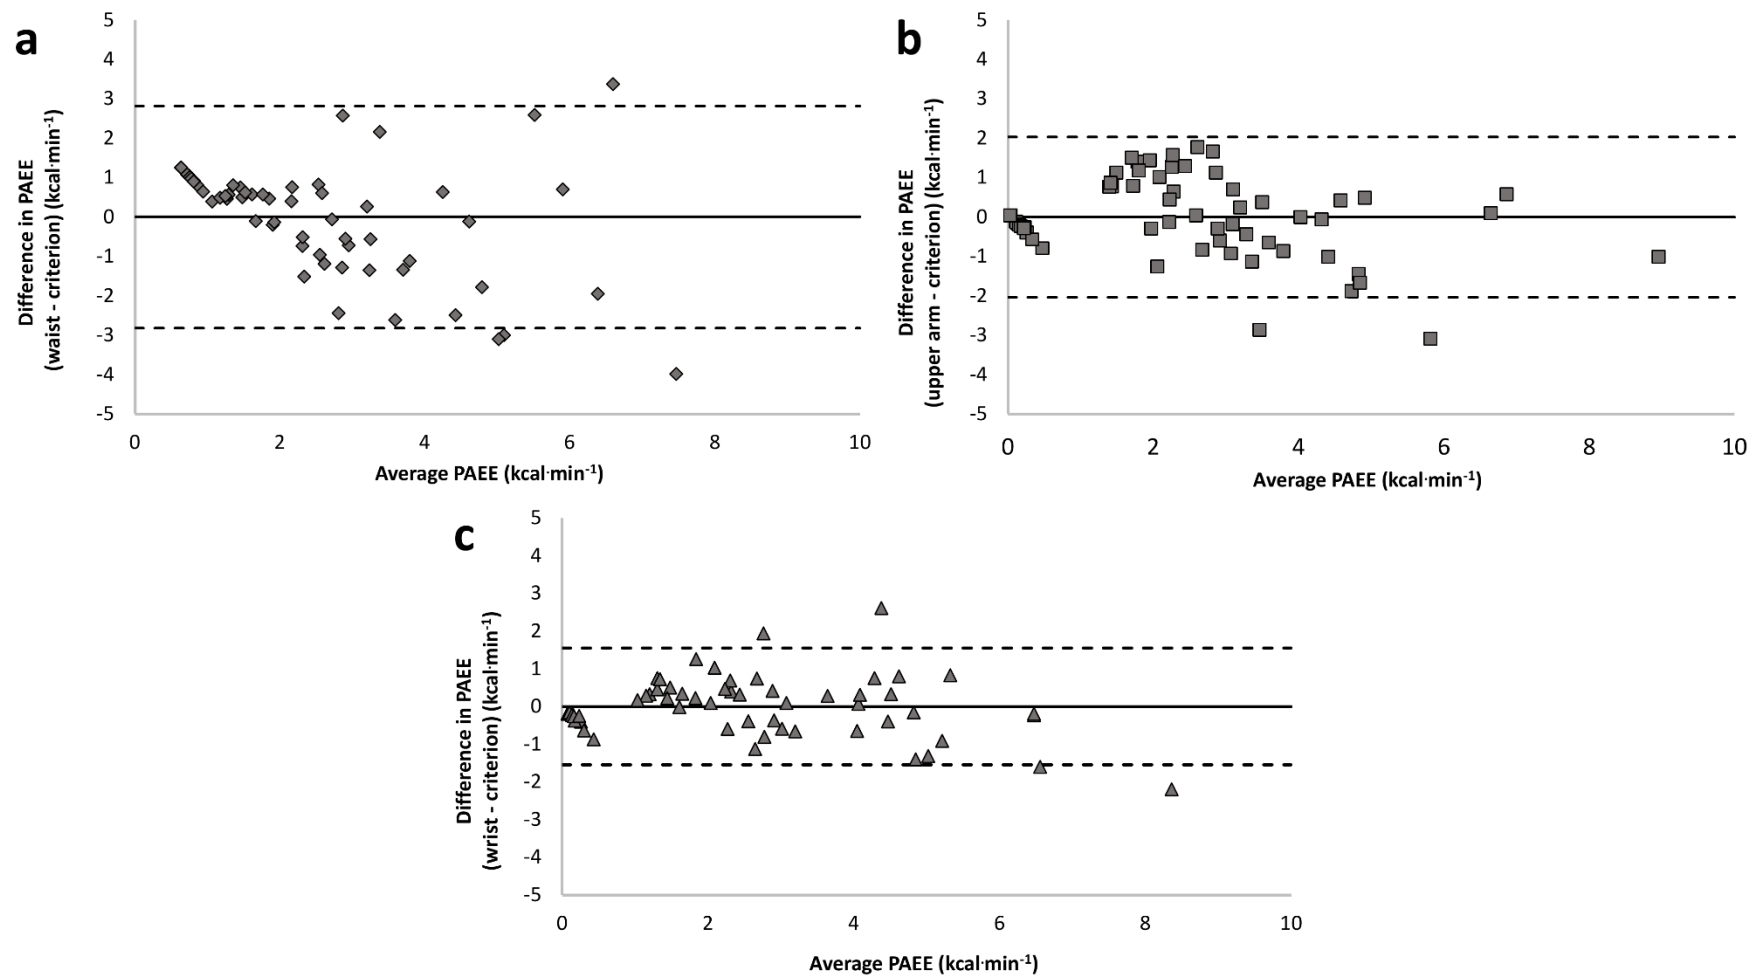 a
5
4
3
2
1
0
-1
-2
-3
-4
-5
Difference in PAEE
(waist - criterion) (kcal·min-1)
0 2 4 6 8 10
Average PAEE (kcal·min-1)
b
5
4
3
2
1
0
-1
-2
-3
-4
-5
Difference in PAEE
(upper arm - criterion) (kcal·min-1)
0 2 4 6 8 10
Average PAEE (kcal·min-1)
c
5
4
3
2
1
0
-1
-2
-3
-4
-5
Difference in PAEE
(wrist - criterion) (kcal·min-1)
0 2 4 6 8 10
Average PAEE (kcal·min-1)